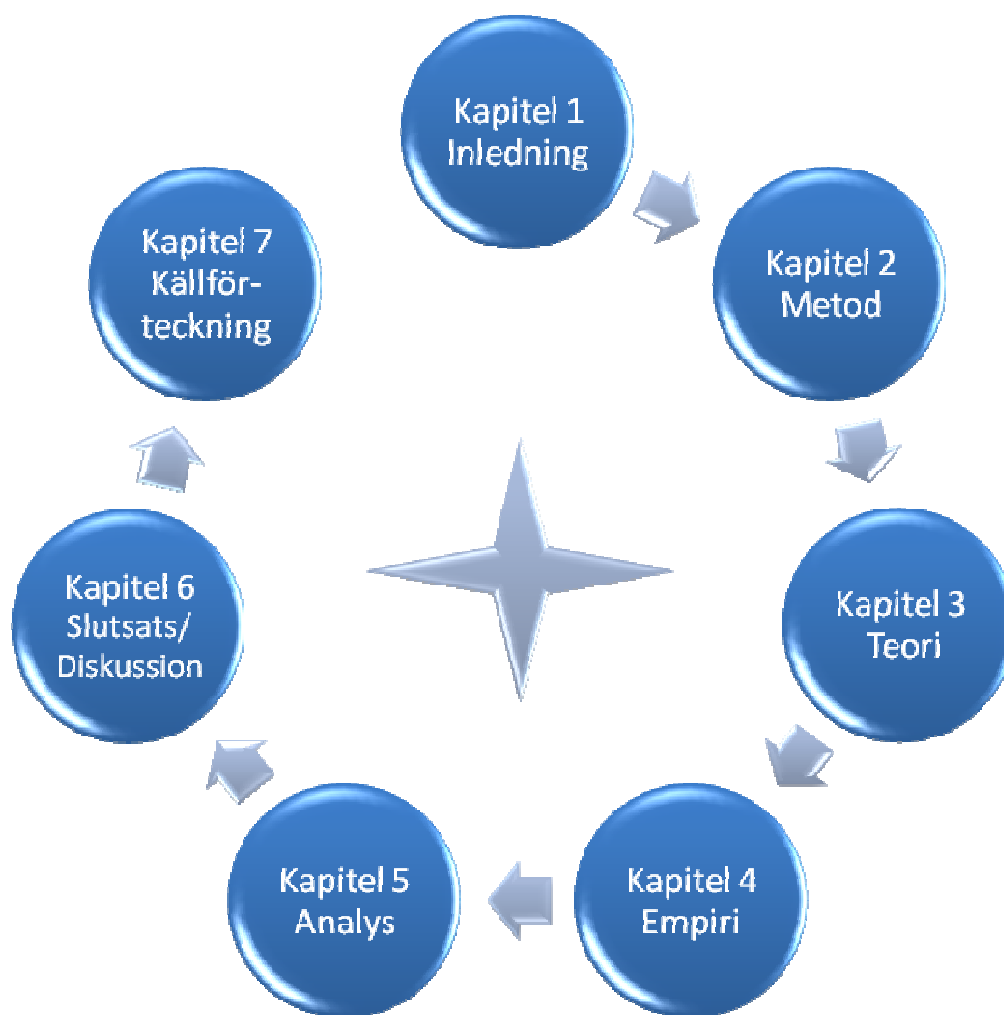 Kapitel 1
Inledning
Kapitel 2
Metod
Kapitel 3
Teori
Kapitel 4
Empiri
Kapitel 5
Analys
Kapitel 6
Slutsats/
Diskussion
Kapitel 7
Källför-
teckning